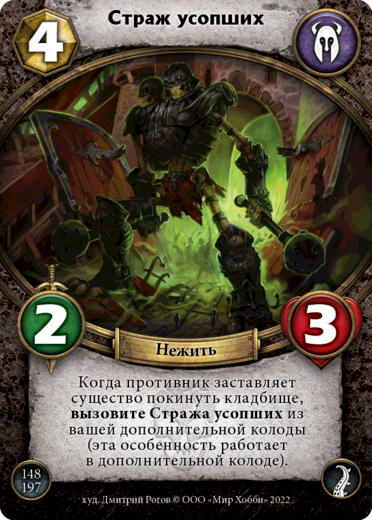 Страж усопших
4
2
3
Нежить
Когда противник заставляет
существо покинуть кладбище,
вызовите Стража усопших из
вашей дополнительной колоды
(эта особенность работает
в дополнительной колоде).
148
197
худ. Дмитрий Рогов © ООО «Мир Хобби» 2022